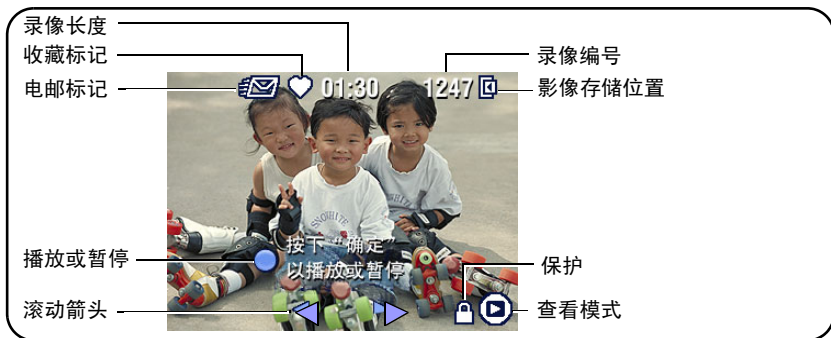 录像长度
收藏标记
电邮标记
01:30
1247
录像编号
影像存储位置
SNOWHITE
按下“确定”
以播放或暂停
播放或暂停
滚动箭头
保护
查看模式